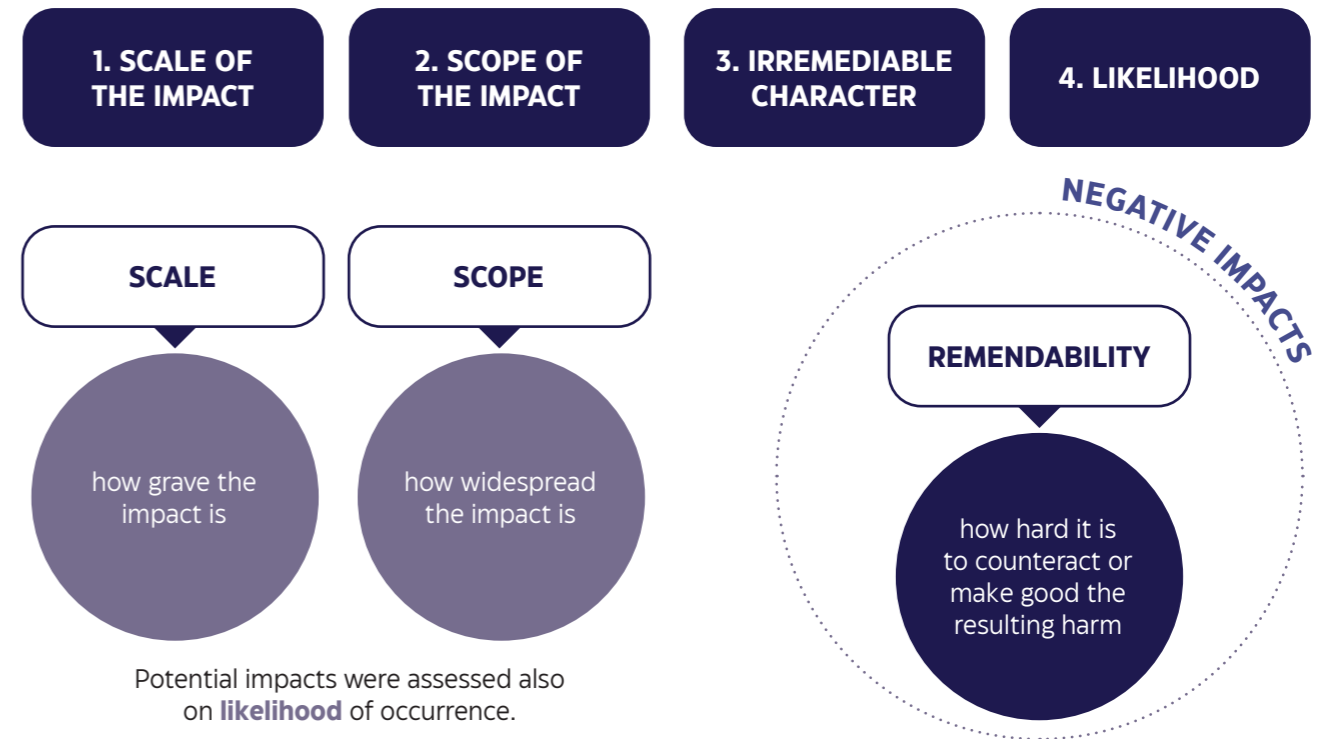 1. SCALE OF
THE IMPACT
2. SCOPE OF
THE IMPACT
3. IRREMEDIABLE
CHARACTER
4. LIKELIHOOD
SCALE
how grave the
impact is
SCOPE
how widespread
the impact is
Potential impacts were assessed also
on likelihood of occurrence.
NEGATIVE IMPACTS
REMENDABILITY
how hard it is
to counteract or
make good the
resulting harm